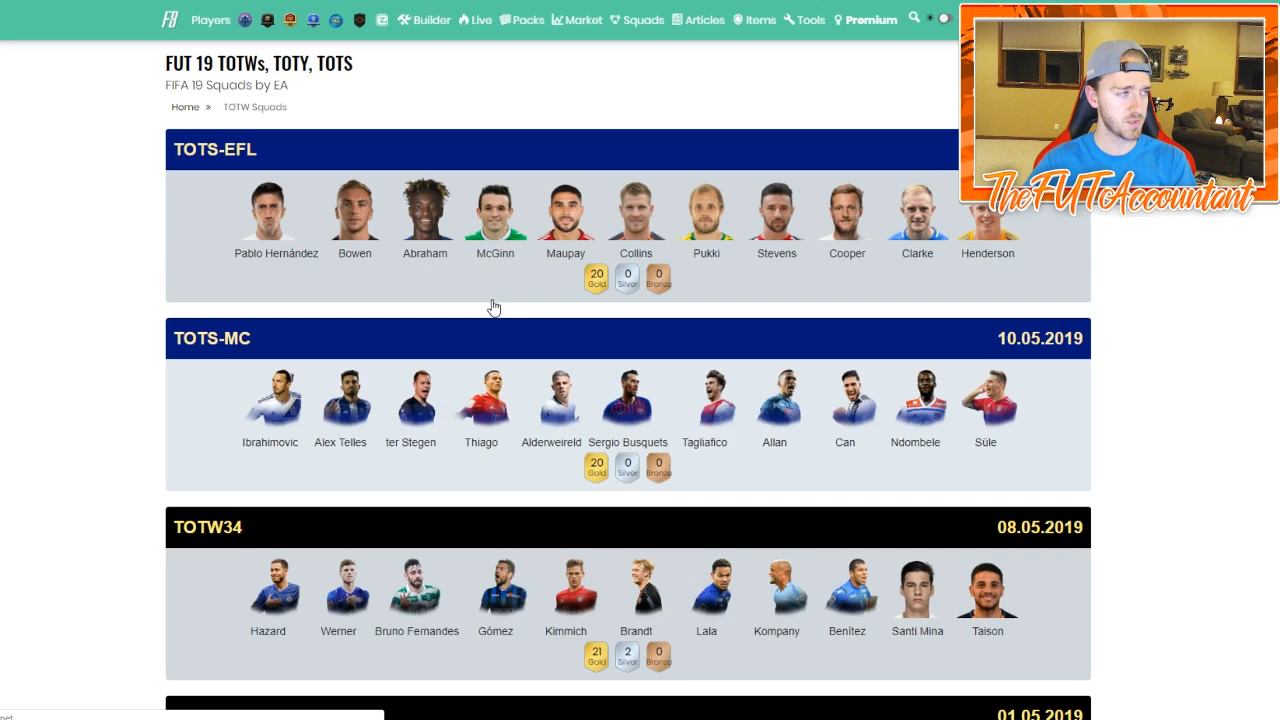 F8 Players Builder Live Packs Market Squads Articles Items Tools Premium
FUT 19 TOTWs, TOTY, TOTS
FIFA 19 Squads by EA
Home » TOTW Squads
TheFUTAccountant
TOTS-EFL
Pablo Hernández Bowen Abraham McGinn Maupay Collins Pukki Stevens Cooper Clarke Henderson
20 0 0
Gold Silver Bronze
TOTS-MC 10.05.2019
Ibrahimovic Alex Telles ter Stegen Thiago Alderweireld Sergio Busquets Tagliafico Allan Can Ndombele Süle
20 0 0
Gold Silver Bronze
TOTW34 08.05.2019
Hazard Werner Bruno Fernandes Gómez Kimmich Brandt Lala Kompany Benítez Santi Mina Taison
21 2 0
Gold Silver Bronze
01.05.2019